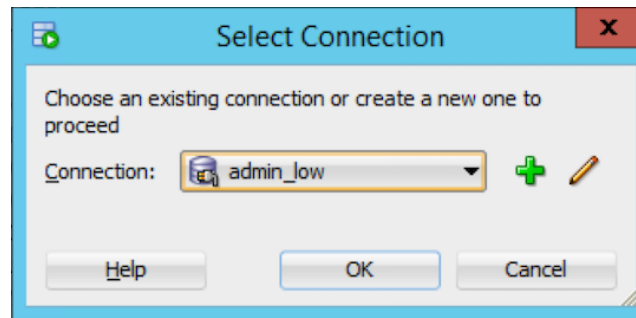 Select Connection
x
Choose an existing connection or create a new one to
proceed
Connection: admin_low
Help OK Cancel